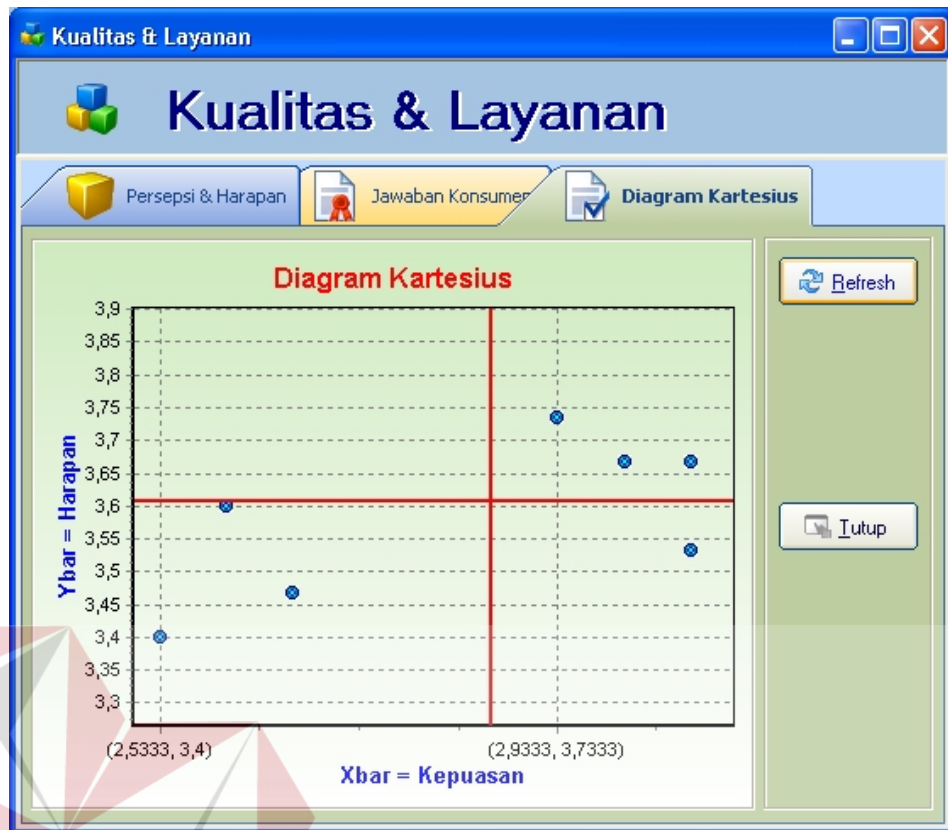 Kualitas & Layanan
Kualitas & Layanan
Persepsi & Harapan
Jawaban Konsumen
Diagram Kartesius
Diagram Kartesius
Refresh
3,9
3,85
3,8
3,75
3,7
3,65
3,6
3,55
3,5
3,45
3,4
3,35
3,3
Ybar = Harapan
Tutup
(2,5333, 3,4) (2,9333, 3,7333)
Xbar = Kepuasan